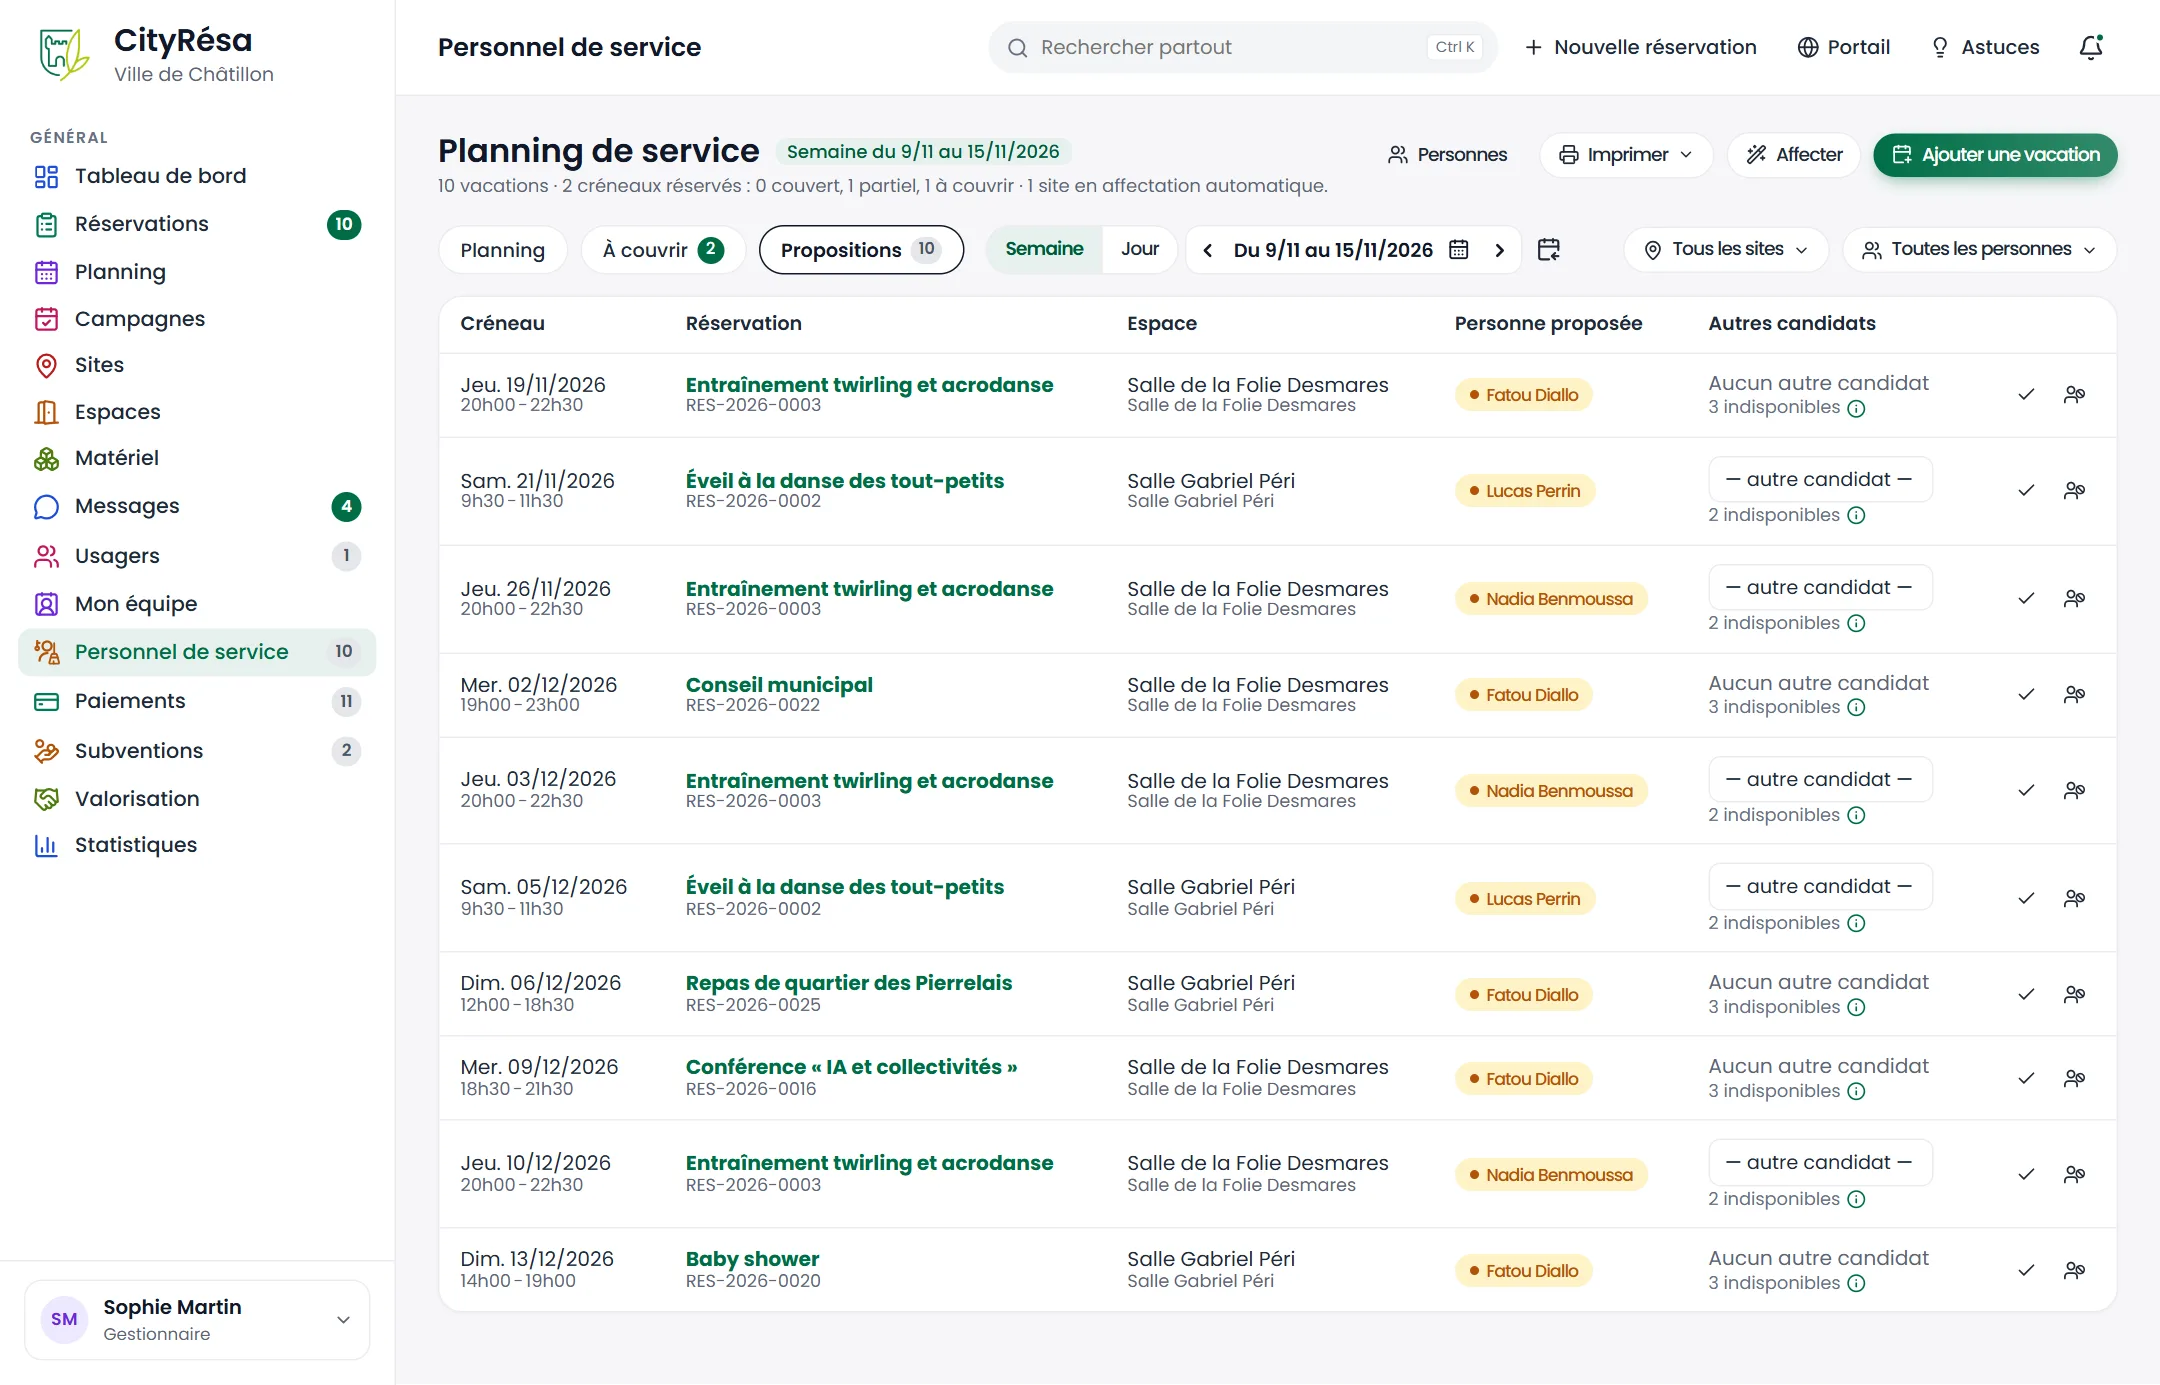 CityRésa
Ville de Châtillon
GÉNÉRAL
Tableau de bord
Réservations 10
Planning
Campagnes
Sites
Espaces
Matériel
Messages 4
Usagers 1
Mon équipe
Personnel de service 10
Paiements 11
Subventions 2
Valorisation
Statistiques
SM
Sophie Martin
Gestionnaire
Personnel de service
Rechercher partout Ctrl K
Nouvelle réservation
Portail
Astuces
Planning de service Semaine du 9/11 au 15/11/2026
10 vacations · 2 créneaux réservés : 0 couvert, 1 partiel, 1 à couvrir · 1 site en affectation automatique.
Personnes
Imprimer
Affecter
Ajouter une vacation
Planning
À couvrir 2
Propositions 10
Semaine
Jour
Du 9/11 au 15/11/2026
Tous les sites
Toutes les personnes
Créneau Réservation Espace Personne proposée Autres candidats
Jeu. 19/11/2026 Entraînement twirling et acrodanse Salle de la Folie Desmares Fatou Diallo Aucun autre candidat
20h00 - 22h30 RES-2026-0003 Salle de la Folie Desmares 3 indisponibles
Sam. 21/11/2026 Éveil à la danse des tout-petits Salle Gabriel Péri Lucas Perrin — autre candidat —
9h30 - 11h30 RES-2026-0002 Salle Gabriel Péri 2 indisponibles
Jeu. 26/11/2026 Entraînement twirling et acrodanse Salle de la Folie Desmares Nadia Benmoussa — autre candidat —
20h00 - 22h30 RES-2026-0003 Salle de la Folie Desmares 2 indisponibles
Mer. 02/12/2026 Conseil municipal Salle de la Folie Desmares Fatou Diallo Aucun autre candidat
19h00 - 23h00 RES-2026-0022 Salle de la Folie Desmares 3 indisponibles
Jeu. 03/12/2026 Entraînement twirling et acrodanse Salle de la Folie Desmares Nadia Benmoussa — autre candidat —
20h00 - 22h30 RES-2026-0003 Salle de la Folie Desmares 2 indisponibles
Sam. 05/12/2026 Éveil à la danse des tout-petits Salle Gabriel Péri Lucas Perrin — autre candidat —
9h30 - 11h30 RES-2026-0002 Salle Gabriel Péri 2 indisponibles
Dim. 06/12/2026 Repas de quartier des Pierrelais Salle Gabriel Péri Fatou Diallo Aucun autre candidat
12h00 - 18h30 RES-2026-0025 Salle Gabriel Péri 3 indisponibles
Mer. 09/12/2026 Conférence « IA et collectivités » Salle de la Folie Desmares Fatou Diallo Aucun autre candidat
18h30 - 21h30 RES-2026-0016 Salle de la Folie Desmares 3 indisponibles
Jeu. 10/12/2026 Entraînement twirling et acrodanse Salle de la Folie Desmares Nadia Benmoussa — autre candidat —
20h00 - 22h30 RES-2026-0003 Salle de la Folie Desmares 2 indisponibles
Dim. 13/12/2026 Baby shower Salle Gabriel Péri Fatou Diallo Aucun autre candidat
14h00 - 19h00 RES-2026-0020 Salle Gabriel Péri 3 indisponibles